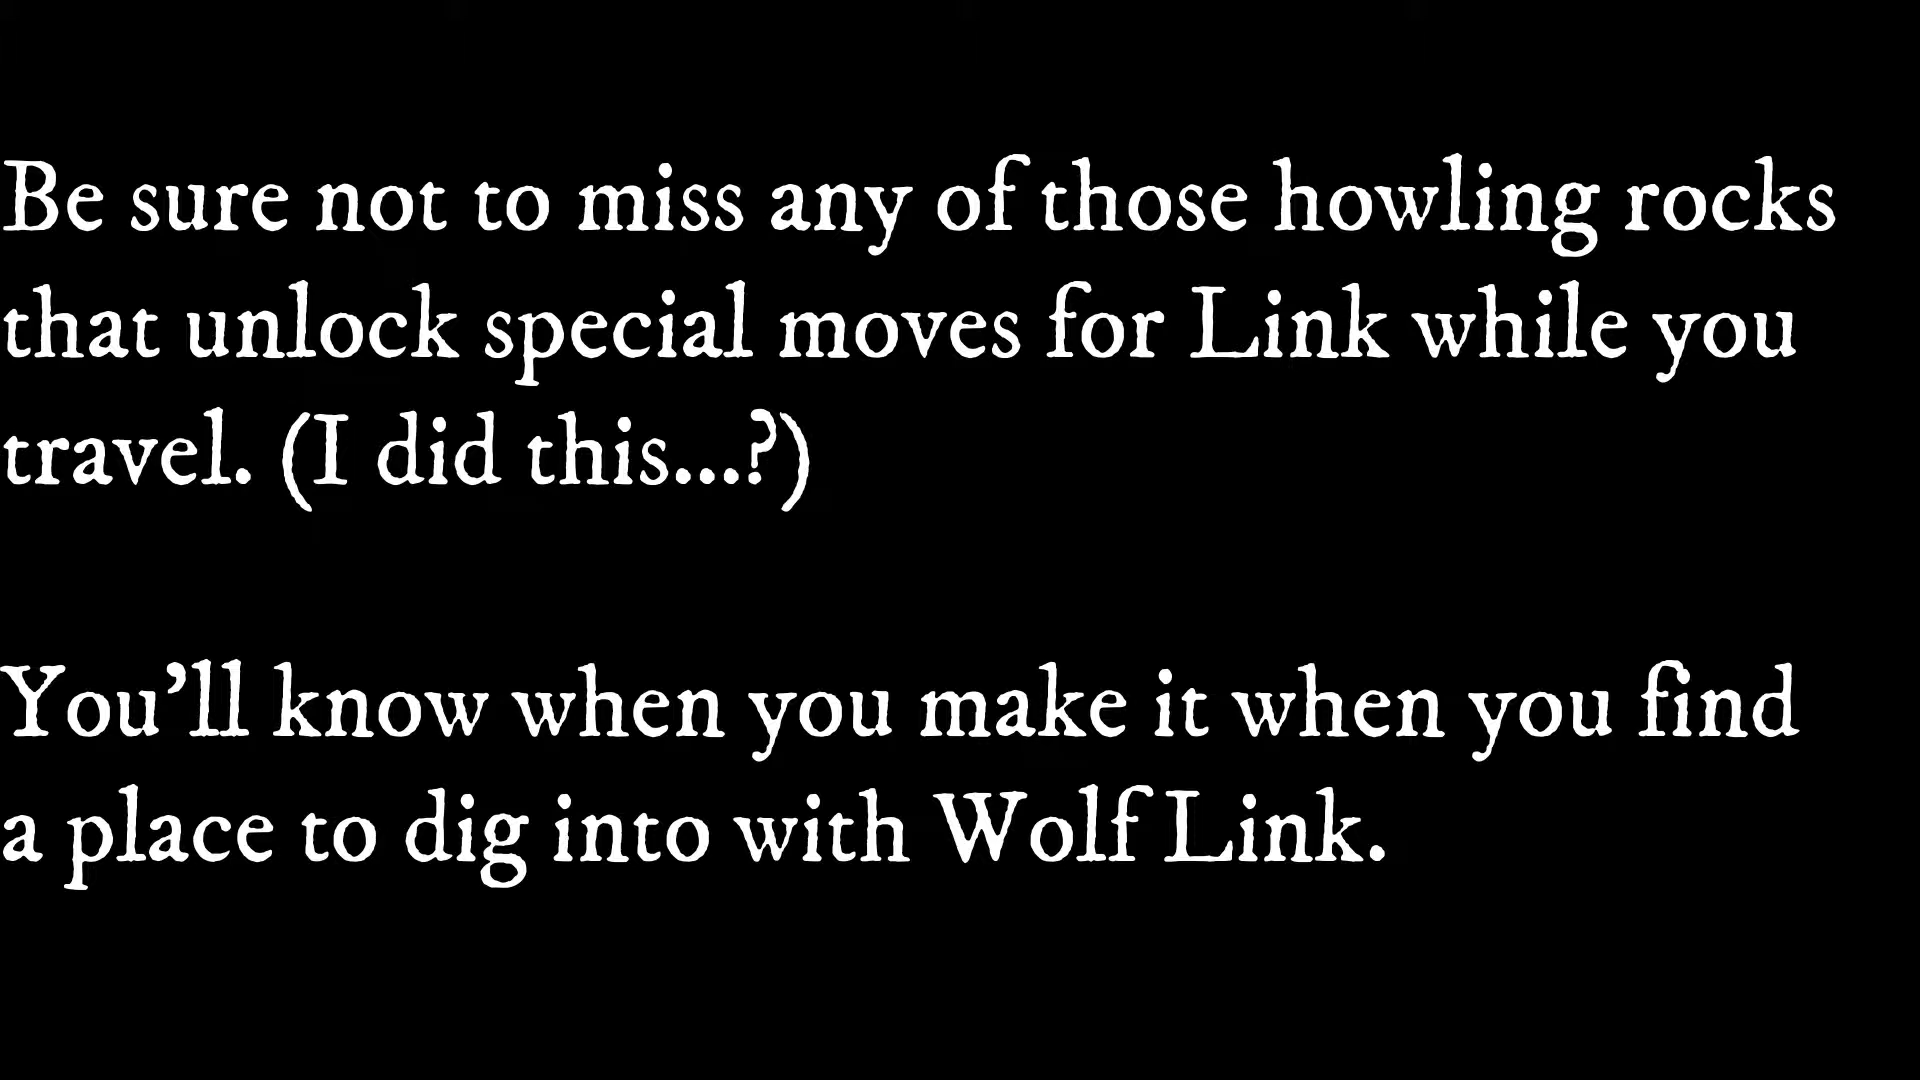 Be sure not to miss any of those howling rocks
that unlock special moves for Link while you
travel. (I did this...?)
You’ll know when you make it when you find
a place to dig into with Wolf Link.